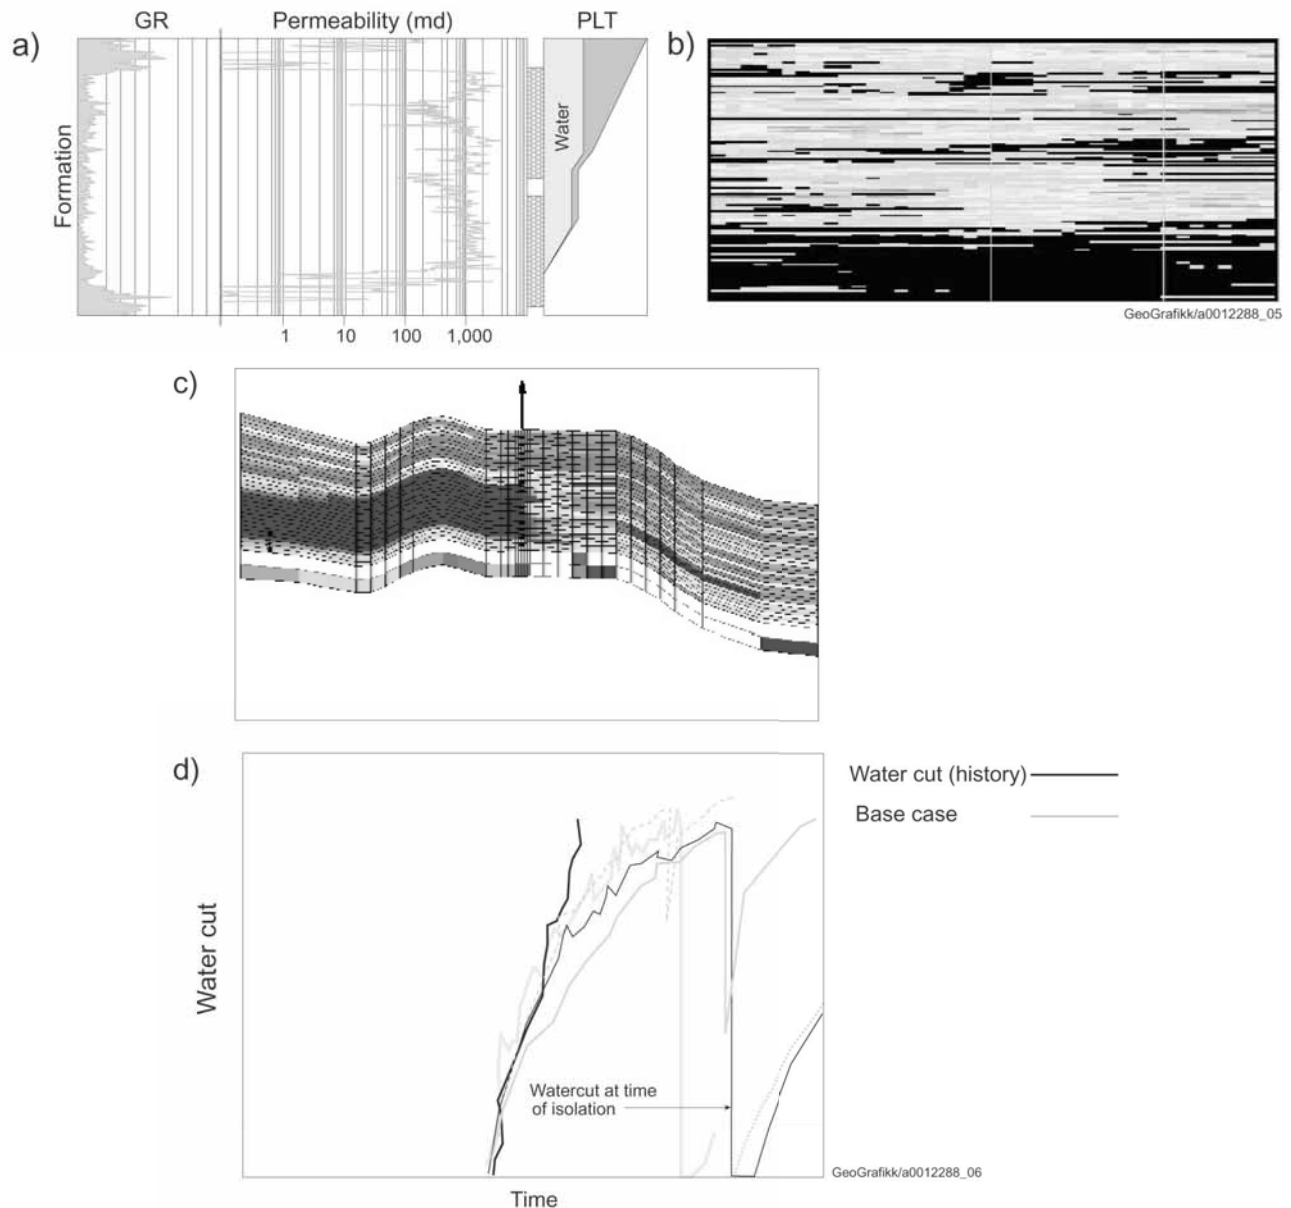 a)
GR
Permeability (md)
PLT
Formation
Water
1
10
100
1,000
b)
GeoGrafikk/a0012288_05
c)
d)
Water cut (history)
Base case
Water cut
Watercut at time
of isolation
Time
GeoGrafikk/a0012288_06